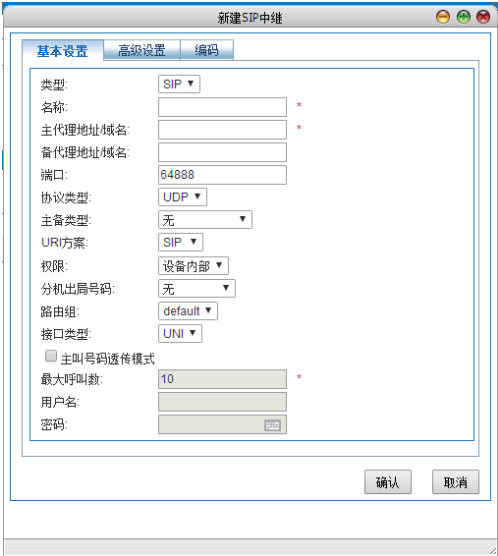 新建SIP中继
基本设置 高级设置 编码
类型: SIP
名称: *
主代理地址/域名: *
备代理地址/域名:
端口: 64888
协议类型: UDP
主备类型: 无
URI方案: SIP
权限: 设备内部
分机出局号码: 无
路由组: default
接口类型: UNI
主叫号码透传模式
最大呼叫数: 10 *
用户名:
密码:
确认 取消